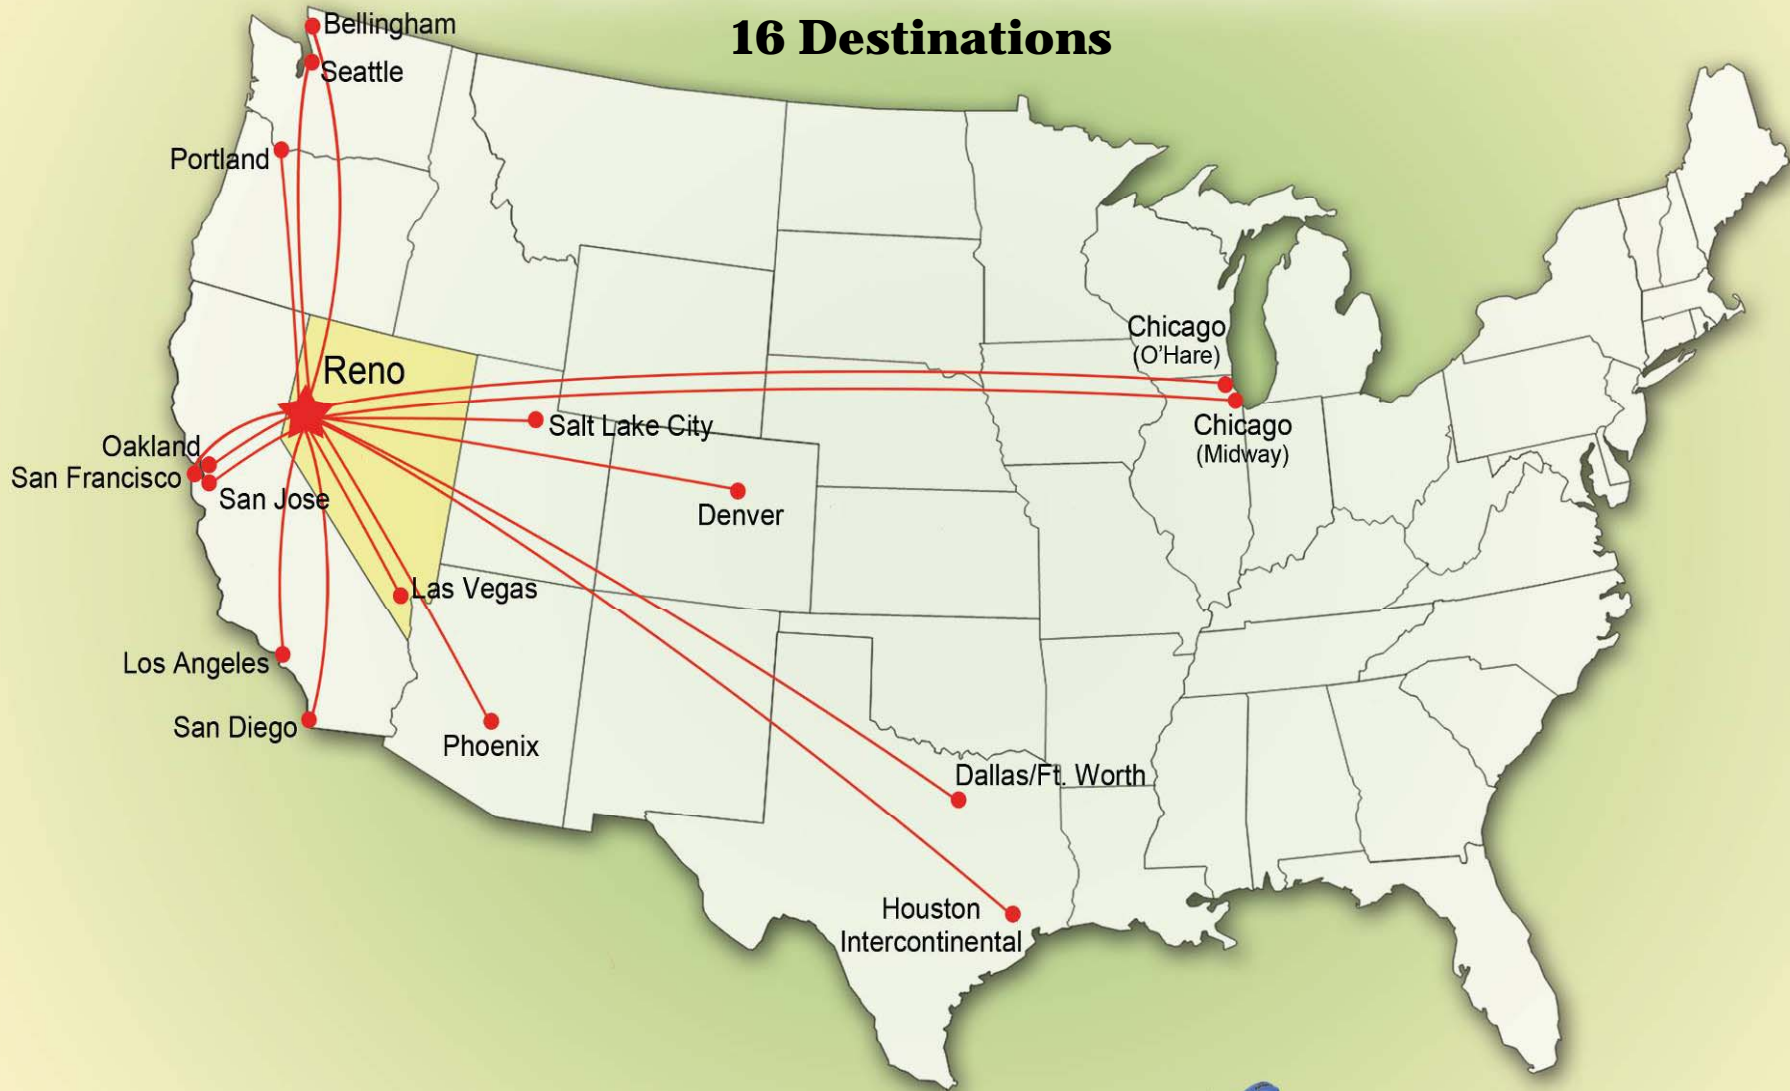 16 Destinations
Bellingham
Seattle
Portland
Reno
Chicago
(O'Hare)
Chicago
(Midway)
Salt Lake City
Oakland
San Francisco
San Jose
Denver
Las Vegas
Los Angeles
San Diego
Phoenix
Dallas/Ft. Worth
Houston
Intercontinental